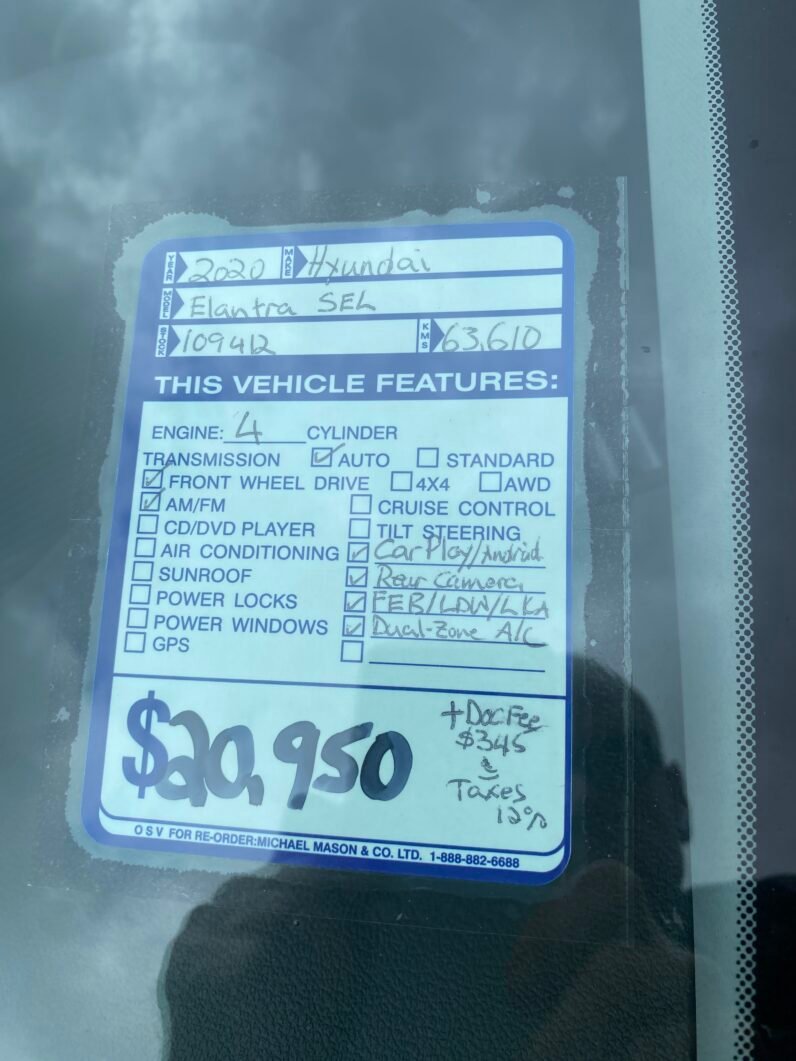 YEAR 2020 MAKE Hyundai
MODEL Elantra SEL
STOCK 109412 KMS 63,610
THIS VEHICLE FEATURES:
ENGINE: 4 CYLINDER
TRANSMISSION AUTO STANDARD
FRONT WHEEL DRIVE 4X4 AWD
AM/FM CRUISE CONTROL
CD/DVD PLAYER TILT STEERING
AIR CONDITIONING CarPlay/Android
SUNROOF Rear Camera
POWER LOCKS FEB/LDW/LKA
POWER WINDOWS Dual-Zone A/C
GPS
$20,950
+ Doc Fee
$345
&
Taxes
12%
O S V FOR RE-ORDER:MICHAEL MASON & CO. LTD. 1-888-882-6688